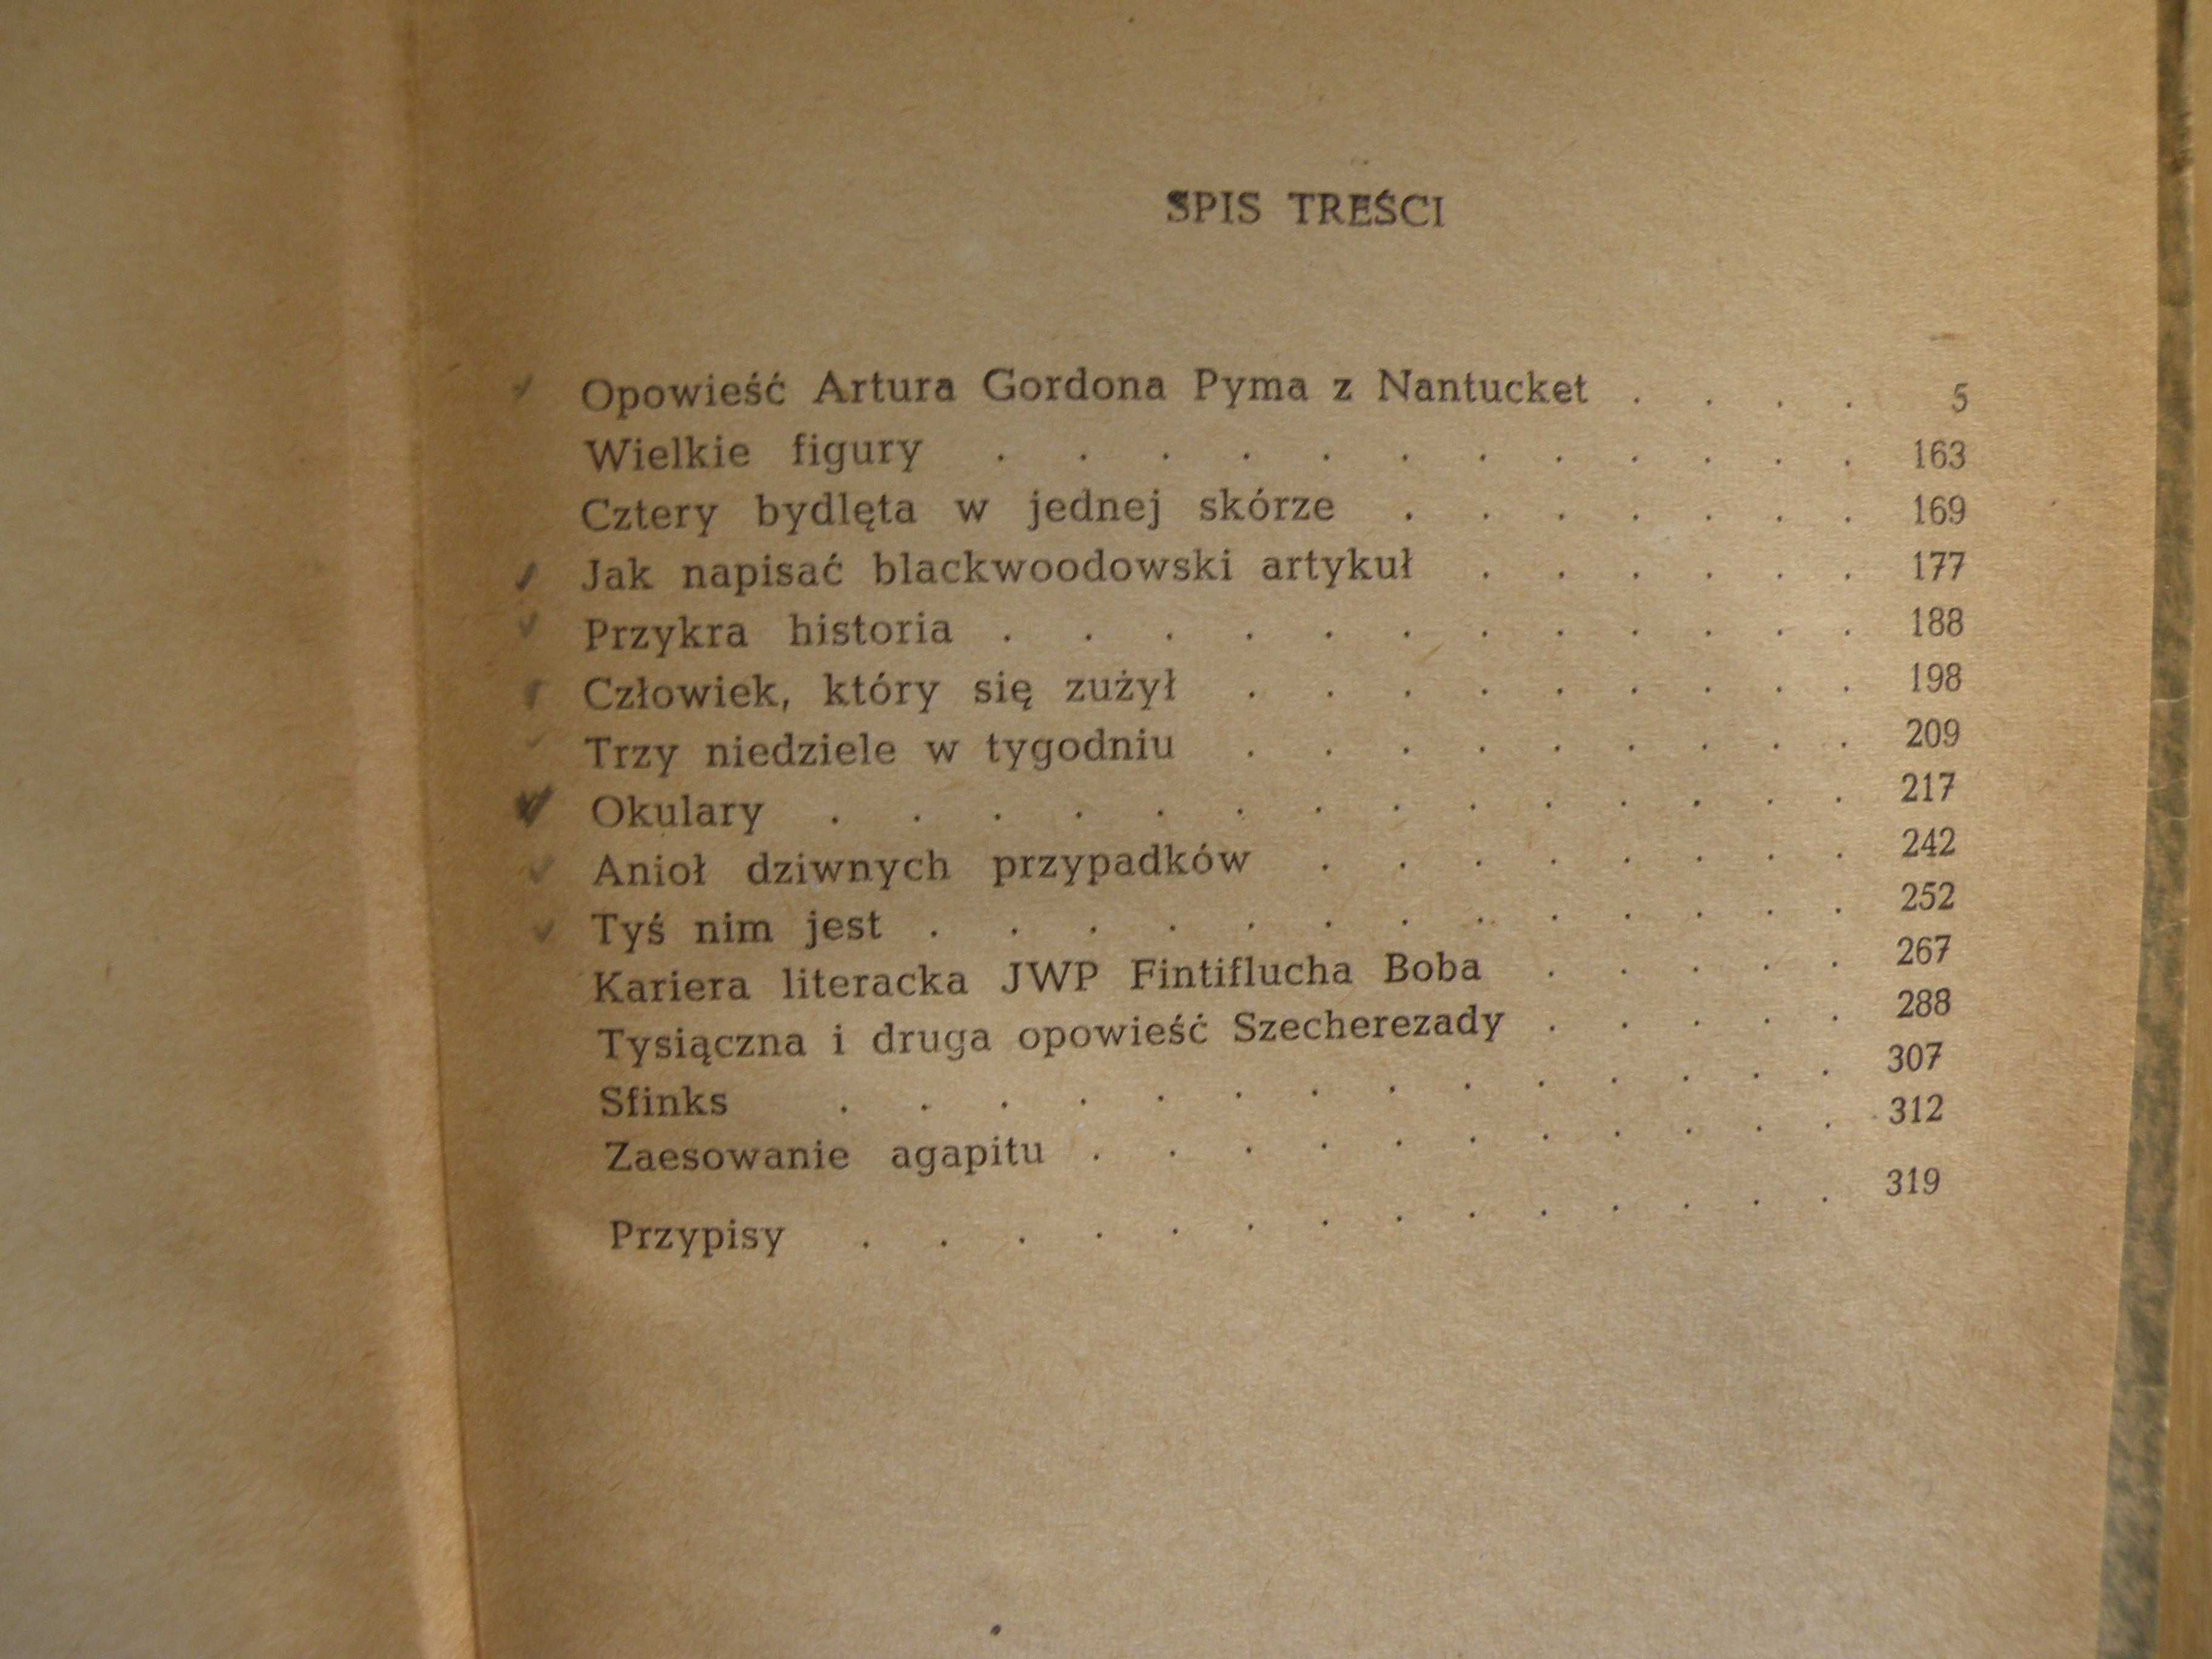 SPIS TREŚCI
Opowieść Artura Gordona Pyma z Nantucket . . . . 5
Wielkie figury . . . . . . . . . . . . 163
Cztery bydlęta w jednej skórze . . . . . . . 169
Jak napisać blackwoodowski artykuł . . . . . . 177
Przykra historia . . . . . . . . . . . . 188
Człowiek, który się zużył . . . . . . . . . 198
Trzy niedziele w tygodniu . . . . . . . . . 209
Okulary . . . . . . . . . . . . . . 217
Anioł dziwnych przypadków . . . . . . . . 242
Tyś nim jest . . . . . . . . . . . . . 252
Kariera literacka JWP Fintiflucha Boba . . . . . 267
Tysiączna i druga opowieść Szecherezady . . . . . 288
Sfinks . . . . . . . . . . . . . . 307
Zaesowanie agapitu . . . . . . . . . . . 312
Przypisy . . . . . . . . . . . . . . 319